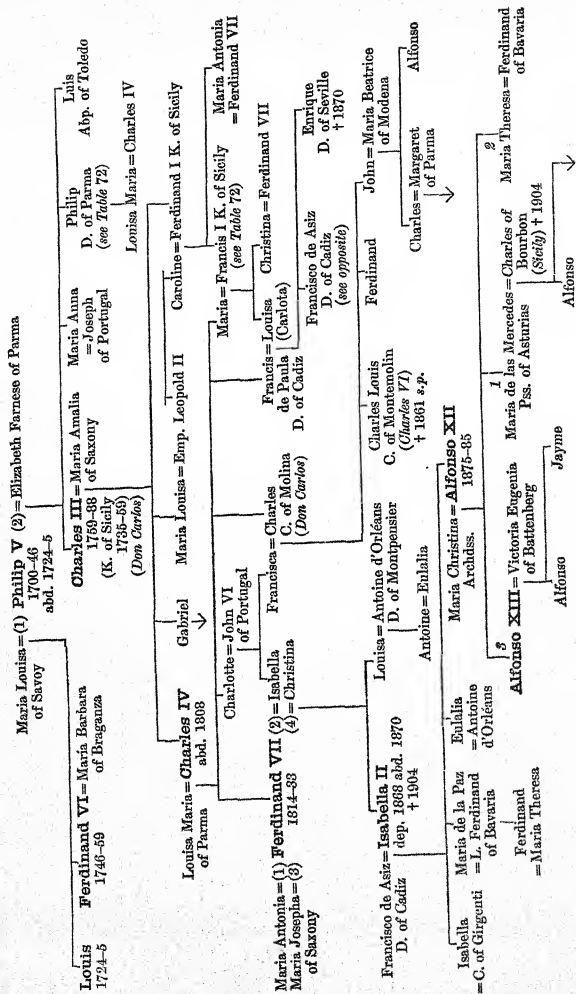 Maria Louisa=(1) Philip V (2)=Elizabeth Farnese of Parma
of Savoy
1700–46
abd. 1724–5
Louis
1724–5
Ferdinand VI=Maria Barbara
1746–59
of Braganza
Charles III=Maria Amalia
1759–88
of Saxony
(K. of Sicily
1735–59)
(Don Carlos)
Maria Anna
=Joseph
of Portugal
Philip
D. of Parma
(see Table 72)
Luis
Abp. of Toledo
Louisa Maria=Charles IV
Louisa Maria=Charles IV
of Parma
abd. 1808
Gabriel
Maria Louisa=Emp. Leopold II
Caroline=Ferdinand I K. of Sicily
Charlotte=John VI
of Portugal
Maria=Francis I K. of Sicily
(see Table 72)
Maria Antonia
=Ferdinand VII
Maria Antonia=(1) Ferdinand VII (2)=Isabella
Maria Josepha=(3)
1814–33
(4)=Christina
of Saxony
Francisca=Charles
C. of Molina
(Don Carlos)
Francis=Louisa
de Paula
(Carlota)
D. of Cadiz
Christina=Ferdinand VII
Francisco de Asiz=Isabella II
D. of Cadiz
dep. 1868 abd. 1870
†1904
Louisa=Antoine d'Orléans
D. of Montpensier
Antoine=Eulalia
Charles Louis
C. of Montemolin
(Charles VI)
†1861 s.p.
Ferdinand
Francisco de Asiz
D. of Cadiz
(see opposite)
Enrique
D. of Seville
†1870
John=Maria Beatrice
of Modena
Charles=Margaret
of Parma
Alfonso
Isabella
=C. of Girgenti
Maria de la Paz
=L. Ferdinand
of Bavaria
Ferdinand
=Maria Theresa
Eulalia
=Antoine
d'Orléans
Maria Christina=Alfonso XII
Archdss.
1875–85
3
Alfonso XIII=Victoria Eugenia
of Battenberg
Alfonso
Jayme
1
Maria de las Mercedes=Charles of
Pss. of Asturias
Bourbon
(Sicily) †1904
Alfonso
2
Maria Theresa=Ferdinand
of Bavaria